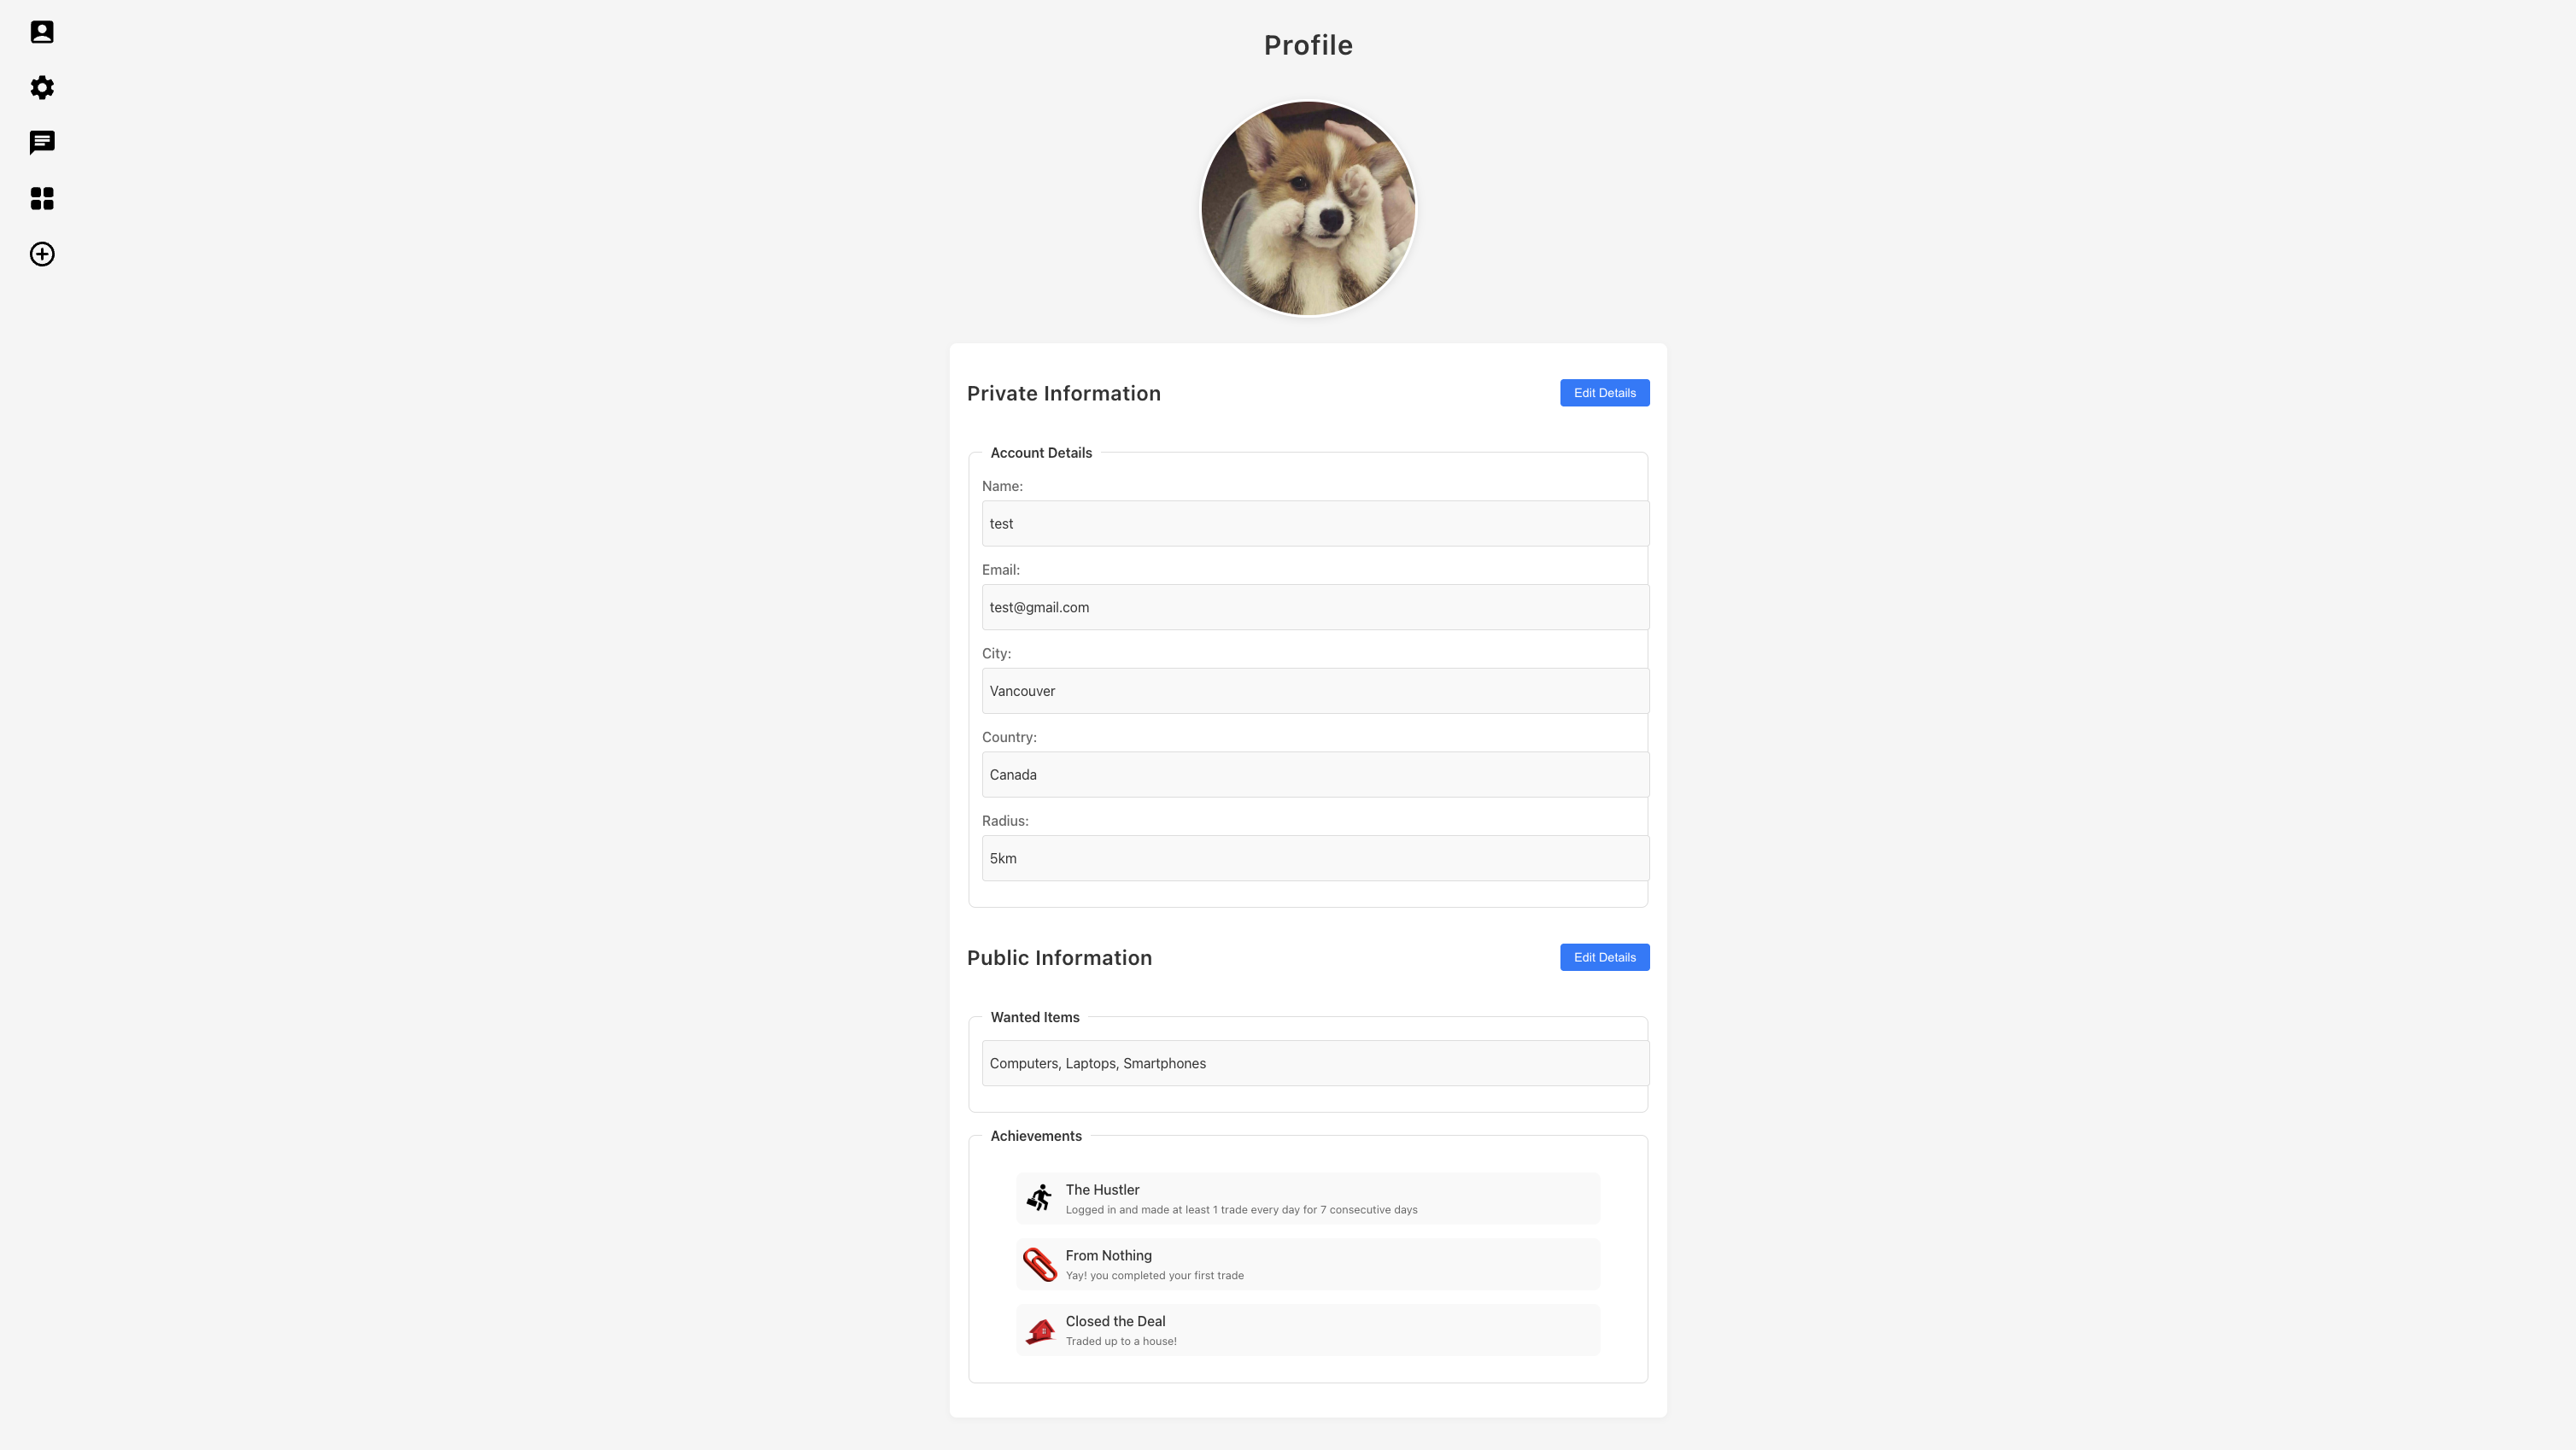 Profile
Private Information
Edit Details
Account Details
Name:
test
Email:
test@gmail.com
City:
Vancouver
Country:
Canada
Radius:
5km
Public Information
Edit Details
Wanted Items
Computers, Laptops, Smartphones
Achievements
The Hustler
Logged in and made at least 1 trade every day for 7 consecutive days
From Nothing
Yay! you completed your first trade
Closed the Deal
Traded up to a house!